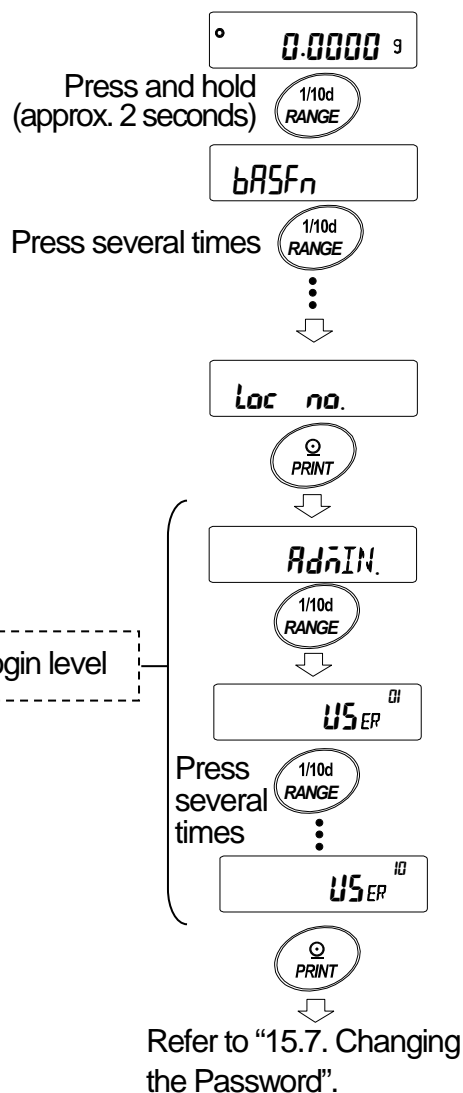 0.0000 g
Press and hold
(approx. 2 seconds)
1/10d
RANGE
bASFn
Press several times
1/10d
RANGE
Loc no.
PRINT
AdmIN.
1/10d
RANGE
ogin level
USER 01
Press
several
times
1/10d
RANGE
USER 10
PRINT
Refer to “15.7. Changing
the Password”.